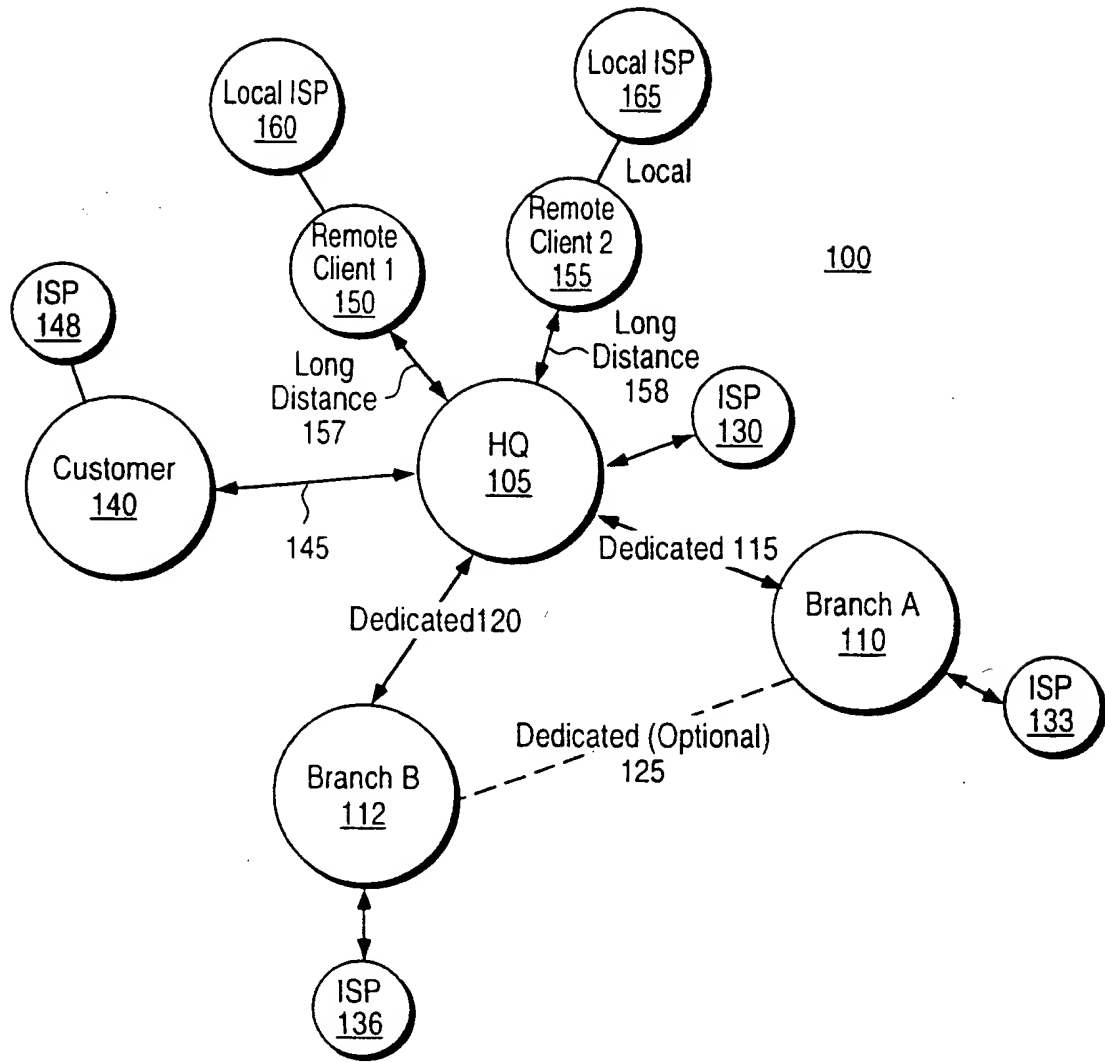 Local ISP
160
Local ISP
165
Local
Remote
Client 1
150
Remote
Client 2
155
100
ISP
148
Long
Distance
157
Long
Distance
158
ISP
130
Customer
140
HQ
105
145
Dedicated 115
Dedicated120
Branch A
110
ISP
133
Dedicated (Optional)
125
Branch B
112
ISP
136